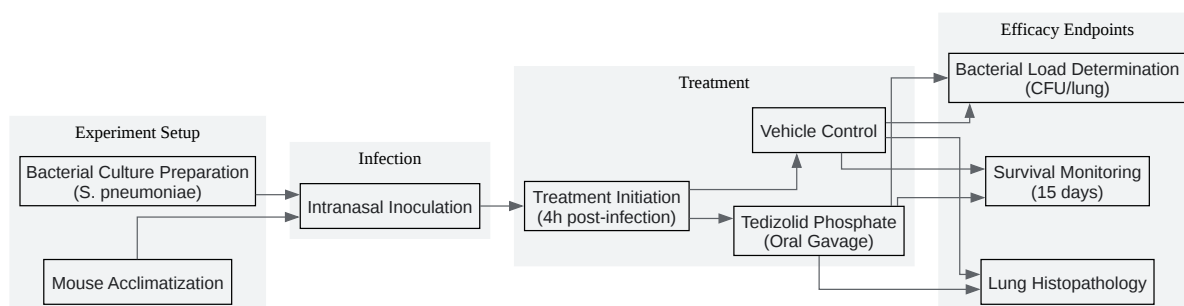 Experiment Setup
Bacterial Culture Preparation
(S. pneumoniae)
Mouse Acclimatization
Infection
Intranasal Inoculation
Treatment
Treatment Initiation
(4h post-infection)
Vehicle Control
Tedizolid Phosphate
(Oral Gavage)
Efficacy Endpoints
Bacterial Load Determination
(CFU/lung)
Survival Monitoring
(15 days)
Lung Histopathology